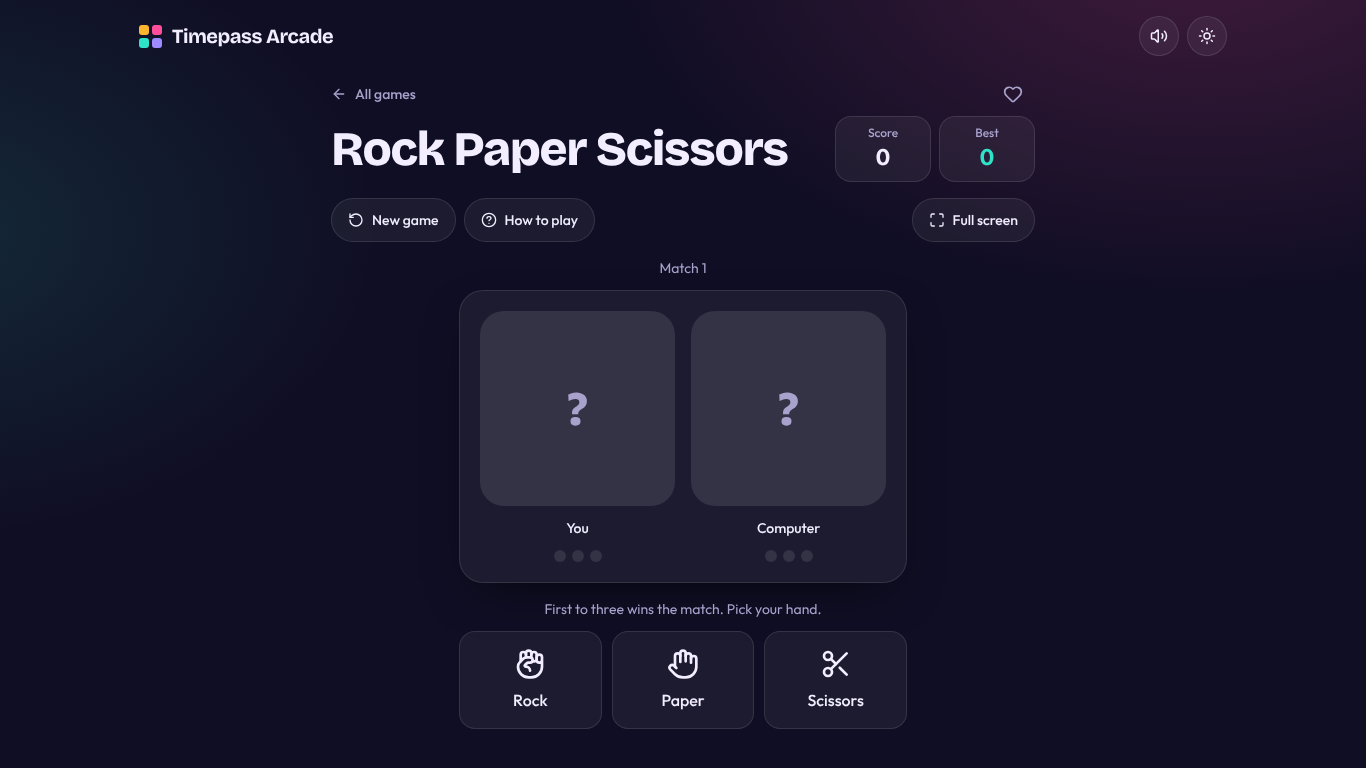 Timepass Arcade
All games
Rock Paper Scissors
Score
0
Best
0
New game
How to play
Full screen
Match 1
?
?
You
Computer
First to three wins the match. Pick your hand.
Rock
Paper
Scissors